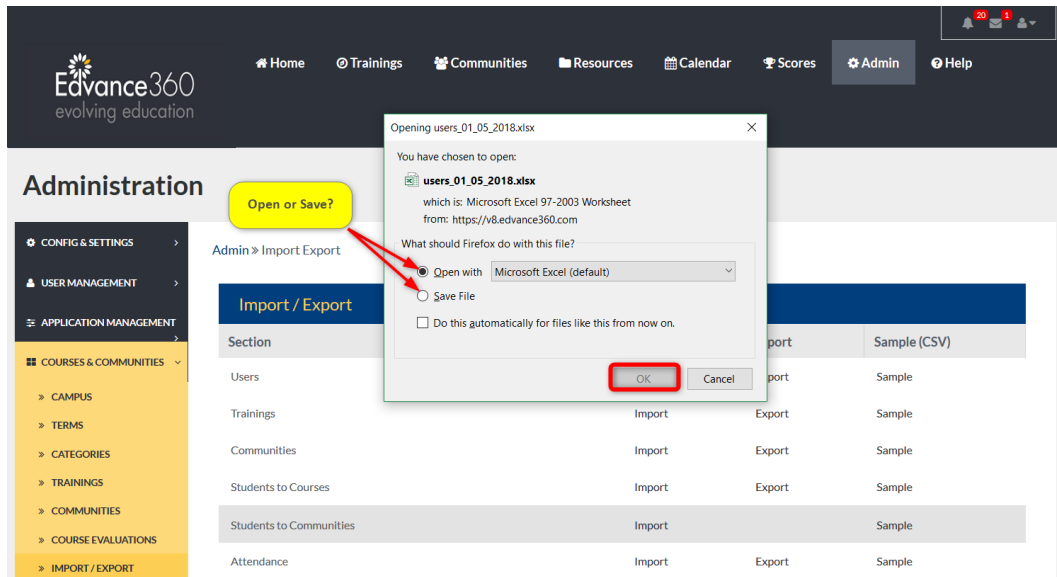 20 1
Home Trainings Communities Resources Calendar Scores Admin Help
Edvance360
evolving education
Opening users_01_05_2018.xlsx
You have chosen to open:
users_01_05_2018.xlsx
which is: Microsoft Excel 97-2003 Worksheet
from: https://v8.edvance360.com
What should Firefox do with this file?
Open with Microsoft Excel (default)
Save File
Do this automatically for files like this from now on.
OK Cancel
Administration
Open or Save?
CONFIG & SETTINGS
USER MANAGEMENT
APPLICATION MANAGEMENT
COURSES & COMMUNITIES
» CAMPUS
» TERMS
» CATEGORIES
» TRAININGS
» COMMUNITIES
» COURSE EVALUATIONS
» IMPORT / EXPORT
Admin » Import Export
Import / Export
Section port Sample (CSV)
Users port Sample
Trainings Import Export Sample
Communities Import Export Sample
Students to Courses Import Export Sample
Students to Communities Import Sample
Attendance Import Export Sample